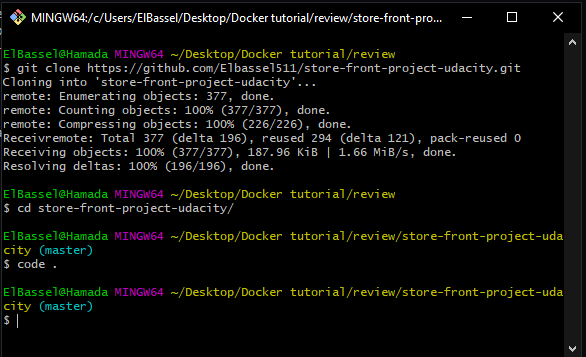 MINGW64:/c/Users/ElBassel/Desktop/Docker tutorial/review/store-front-pro...
ElBassel@Hamada MINGW64 ~/Desktop/Docker tutorial/review
$ git clone https://github.com/Elbassel511/store-front-project-udacity.git
Cloning into 'store-front-project-udacity'...
remote: Enumerating objects: 377, done.
remote: Counting objects: 100% (377/377), done.
remote: Compressing objects: 100% (226/226), done.
Receivremote: Total 377 (delta 196), reused 294 (delta 121), pack-reused 0
Receiving objects: 100% (377/377), 187.96 KiB | 1.66 MiB/s, done.
Resolving deltas: 100% (196/196), done.
ElBassel@Hamada MINGW64 ~/Desktop/Docker tutorial/review
$ cd store-front-project-udacity/
ElBassel@Hamada MINGW64 ~/Desktop/Docker tutorial/review/store-front-project-uda
city (master)
$ code .
ElBassel@Hamada MINGW64 ~/Desktop/Docker tutorial/review/store-front-project-uda
city (master)
$